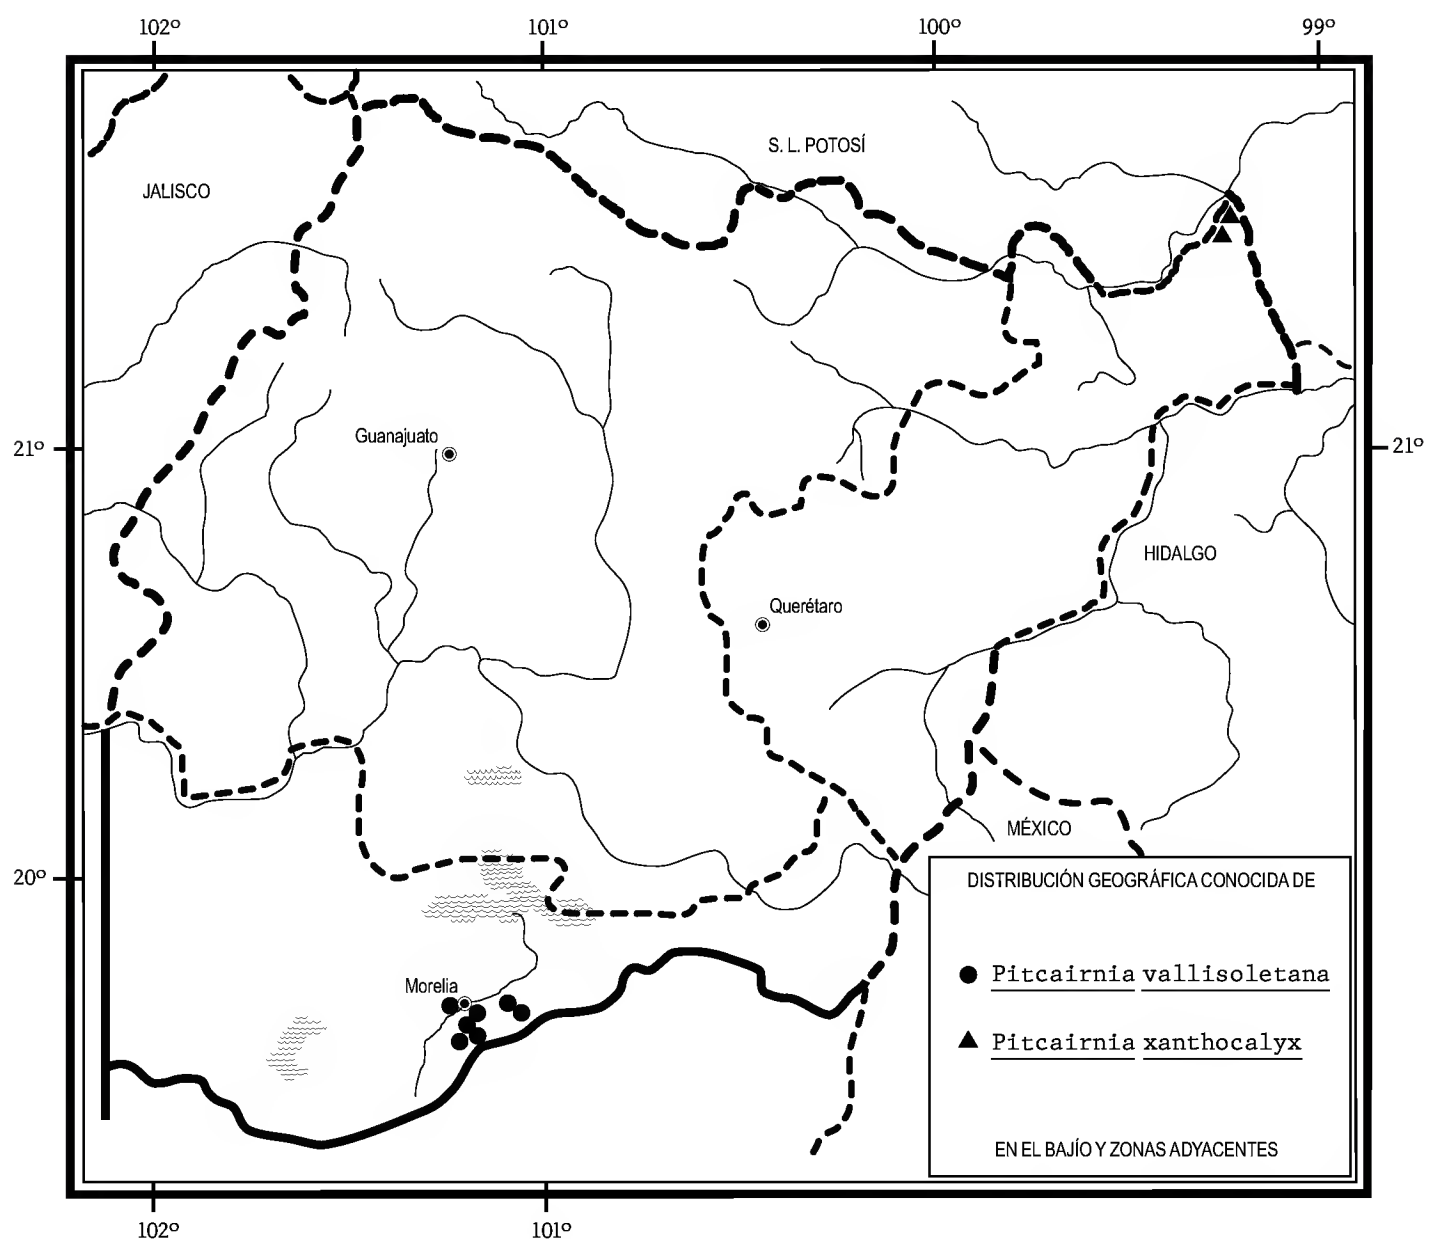 102º 101º 100º 99º
S. L. POTOSÍ
JALISCO
Guanajuato
21º 21º
HIDALGO
Querétaro
MÉXICO
20º
DISTRIBUCIÓN GEOGRÁFICA CONOCIDA DE
Pitcairnia vallisoletana
Morelia
Pitcairnia xanthocalyx
EN EL BAJÍO Y ZONAS ADYACENTES
102º 101º